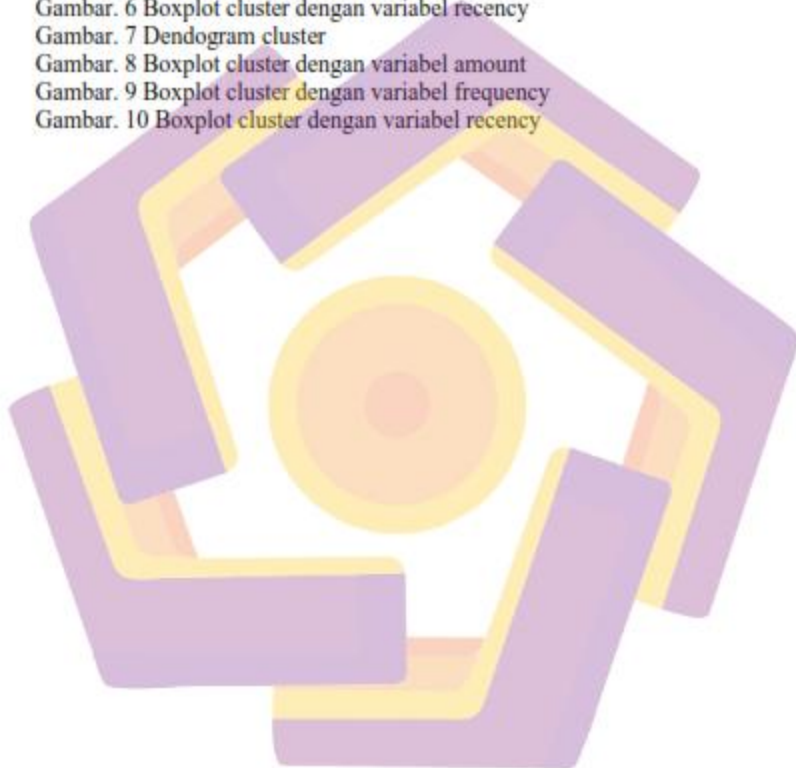 Gambar. 6 Boxplot cluster dengan variabel recency
Gambar. 7 Dendogram cluster
Gambar. 8 Boxplot cluster dengan variabel amount
Gambar. 9 Boxplot cluster dengan variabel frequency
Gambar. 10 Boxplot cluster dengan variabel recency